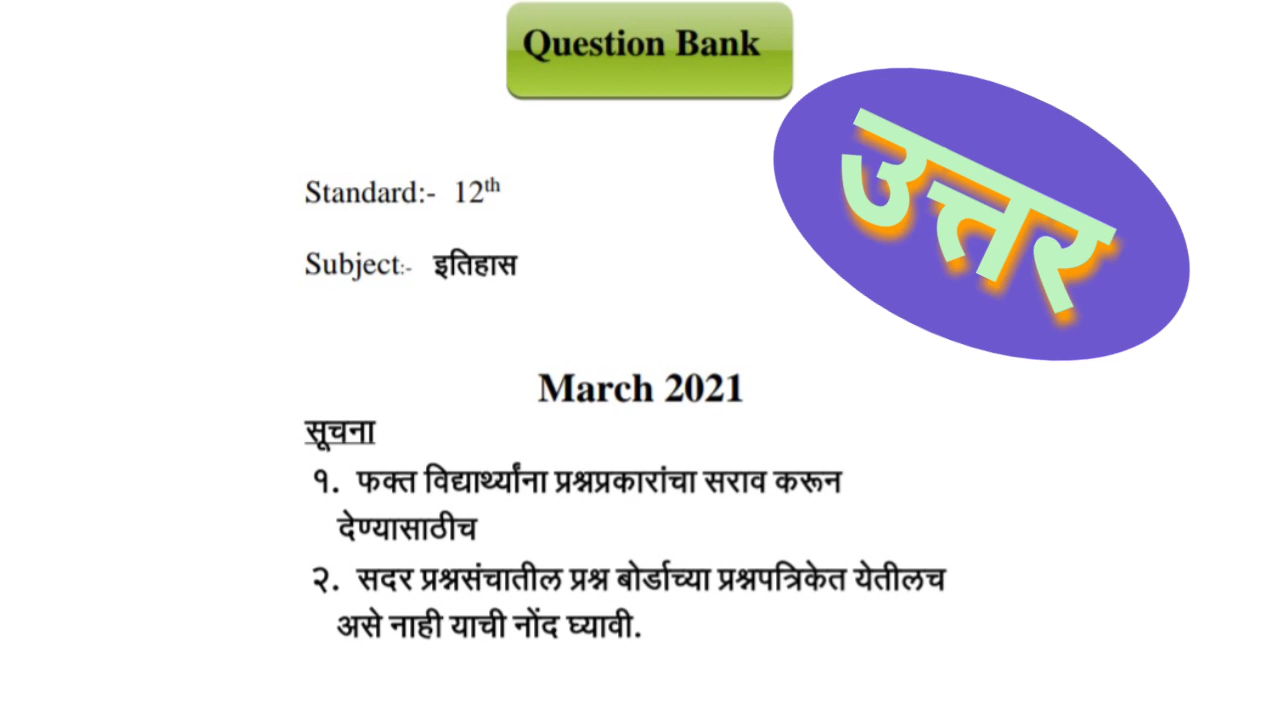 Question Bank
उत्तर
Standard:- 12th
Subject:- इतिहास
March 2021
सूचना
१. फक्त विद्यार्थ्यांना प्रश्नप्रकारांचा सराव करून
देण्यासाठीच
२. सदर प्रश्नसंचातील प्रश्न बोर्डाच्या प्रश्नपत्रिकेत येतीलच
असे नाही याची नोंद घ्यावी.